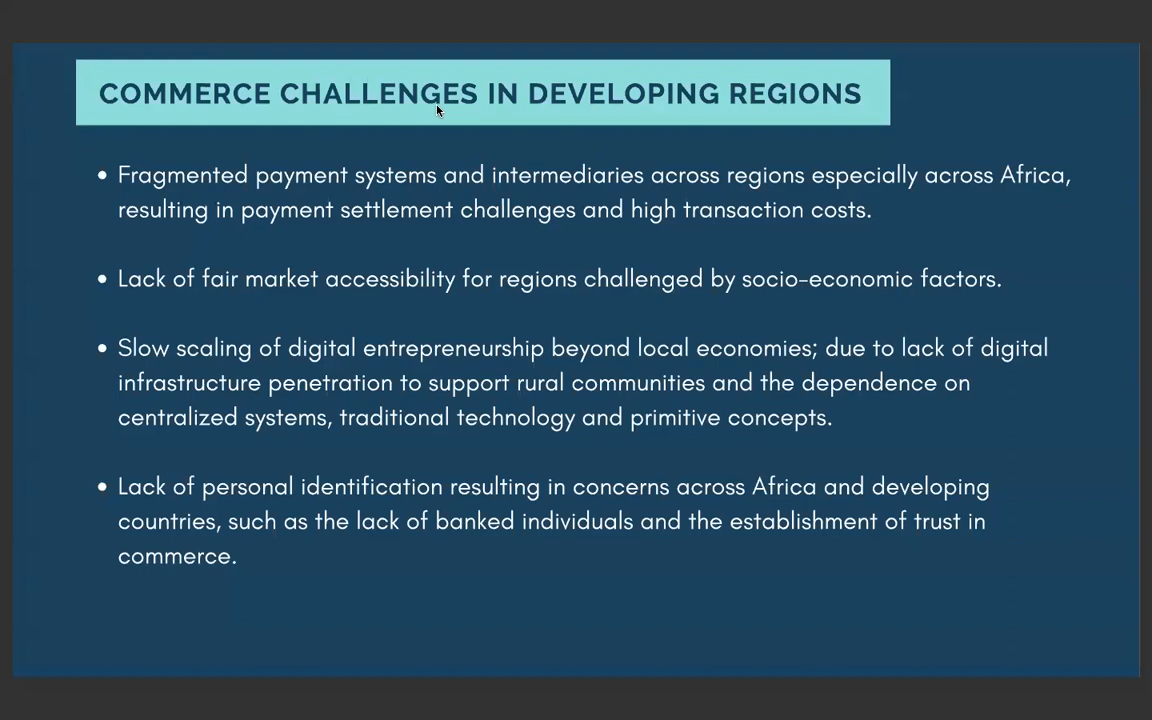 COMMERCE CHALLENGES IN DEVELOPING REGIONS
• Fragmented payment systems and intermediaries across regions especially across Africa,
resulting in payment settlement challenges and high transaction costs.
• Lack of fair market accessibility for regions challenged by socio-economic factors.
• Slow scaling of digital entrepreneurship beyond local economies; due to lack of digital
infrastructure penetration to support rural communities and the dependence on
centralized systems, traditional technology and primitive concepts.
• Lack of personal identification resulting in concerns across Africa and developing
countries, such as the lack of banked individuals and the establishment of trust in
commerce.